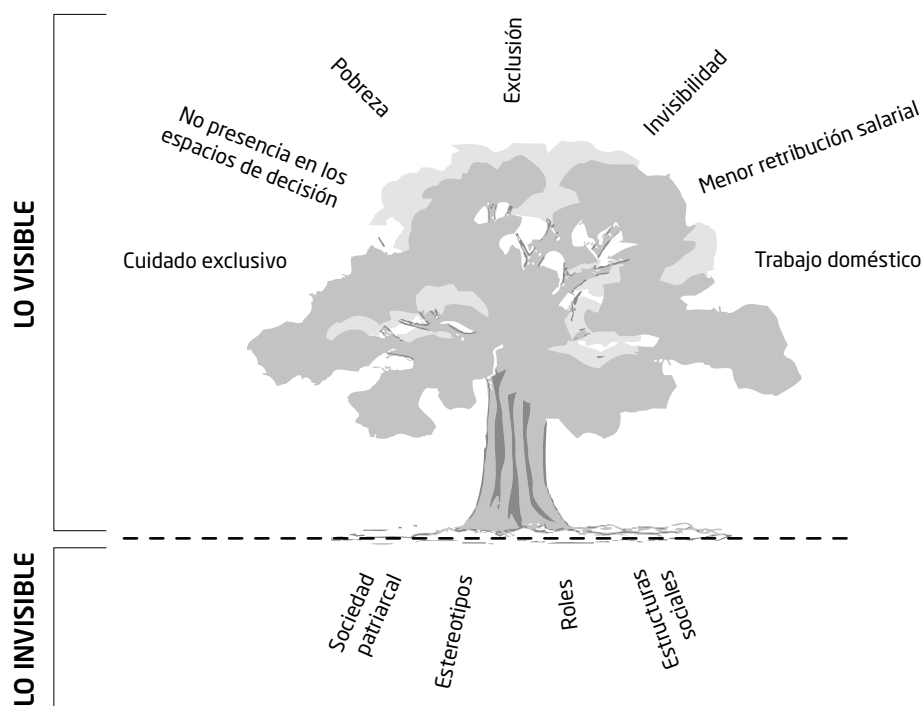 LO VISIBLE
Cuidado exclusivo
No presencia en los
espacios de decisión
Pobreza
Exclusión
Invisibilidad
Menor retribución salarial
Trabajo doméstico
LO INVISIBLE
Sociedad
patriarcal
Estereotipos
Roles
Estructuras
sociales